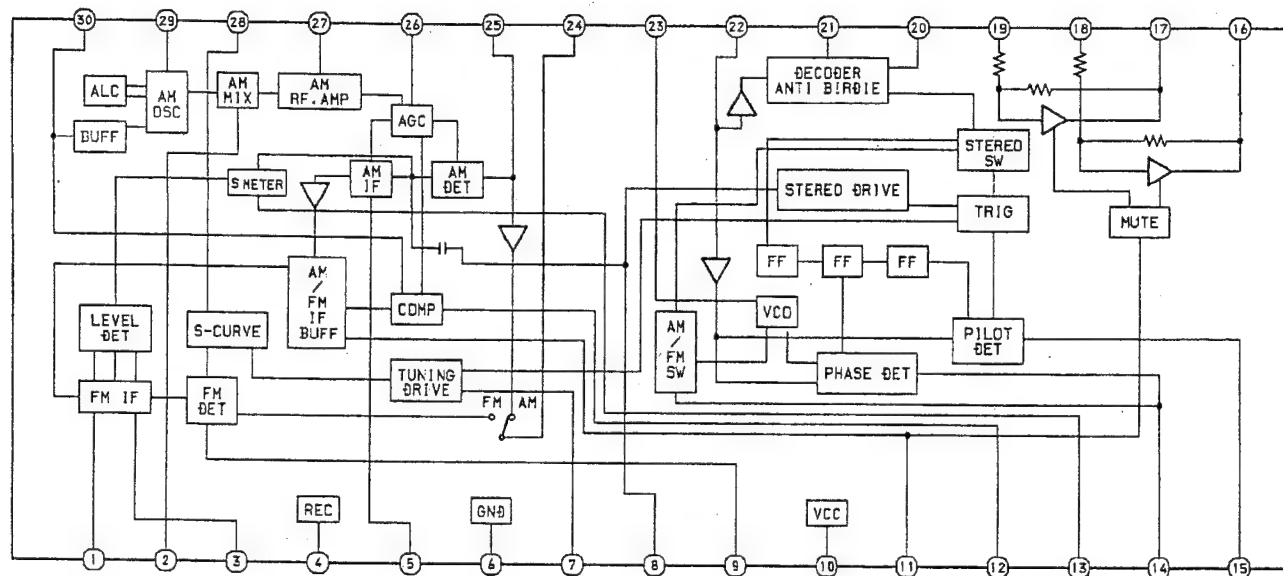 30 29 28 27 26 25 24 23 22 21 20 19 18 17 16
ALC
AM
OSC
AM
MIX
AM
RF.AMP
BUFF
AGC
S METER
AM
IF
AM
DET
DECODER
ANTI BIRDIE
STEREO
SW
STEREO DRIVE
TRIG
MUTE
AM
/
FM
IF
BUFF
COMP
FF
FF
FF
LEVEL
DET
S-CURVE
VCO
AM
/
FM
SW
PILOT
DET
PHASE DET
TUNING
DRIVE
FM IF
FM
DET
FM AM
REC
GND
VCC
1 2 3 4 5 6 7 8 9 10 11 12 13 14 15